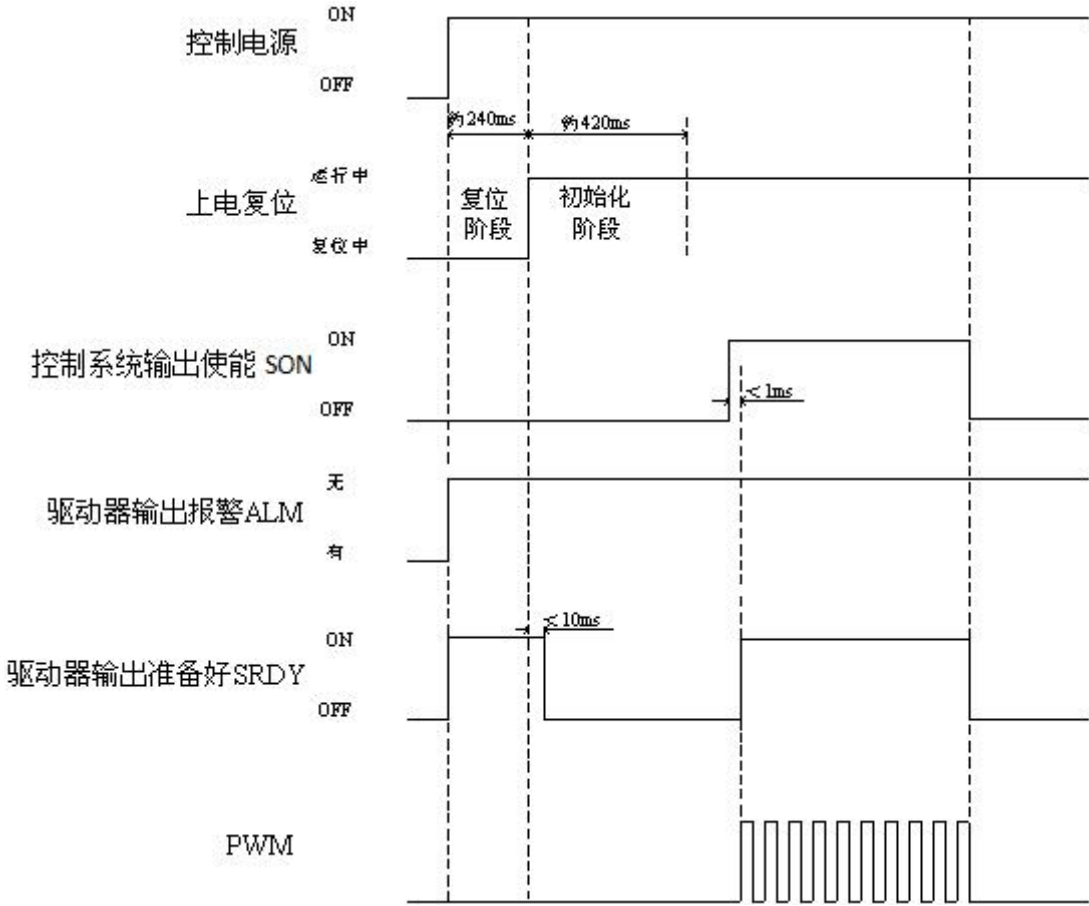 ON
控制电源
OFF
约240ms
约420ms
运行中
上电复位
复位
阶段
初始化
阶段
复位中
ON
控制系统输出使能 SON
<1ms
OFF
无
驱动器输出报警ALM
有
<10ms
ON
驱动器输出准备好SRDY
OFF
PWM